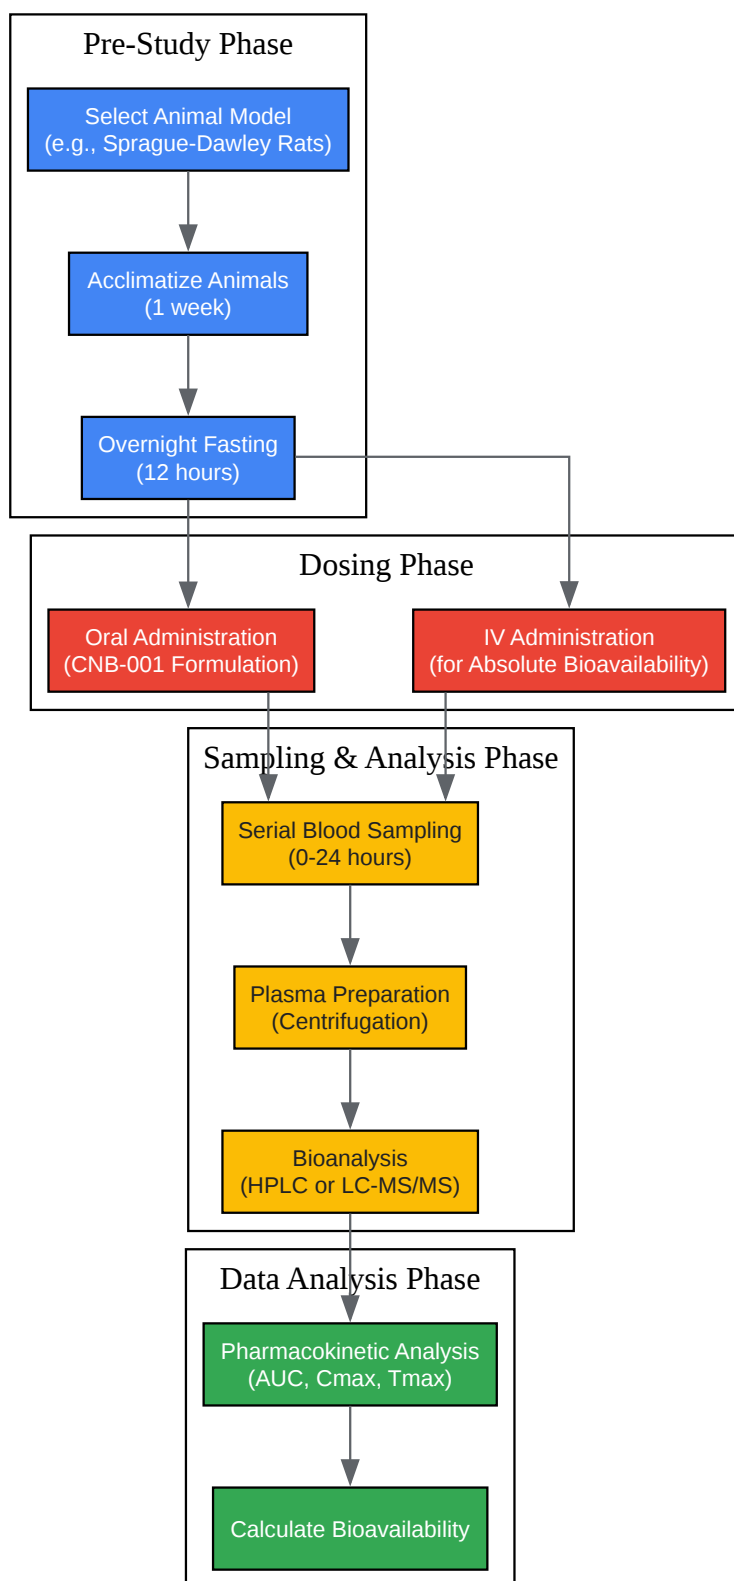 Pre-Study Phase
Select Animal Model
(e.g., Sprague-Dawley Rats)
Acclimatize Animals
(1 week)
Overnight Fasting
(12 hours)
Dosing Phase
Oral Administration
(CNB-001 Formulation)
IV Administration
(for Absolute Bioavailability)
Sampling & Analysis Phase
Serial Blood Sampling
(0-24 hours)
Plasma Preparation
(Centrifugation)
Bioanalysis
(HPLC or LC-MS/MS)
Data Analysis Phase
Pharmacokinetic Analysis
(AUC, Cmax, Tmax)
Calculate Bioavailability